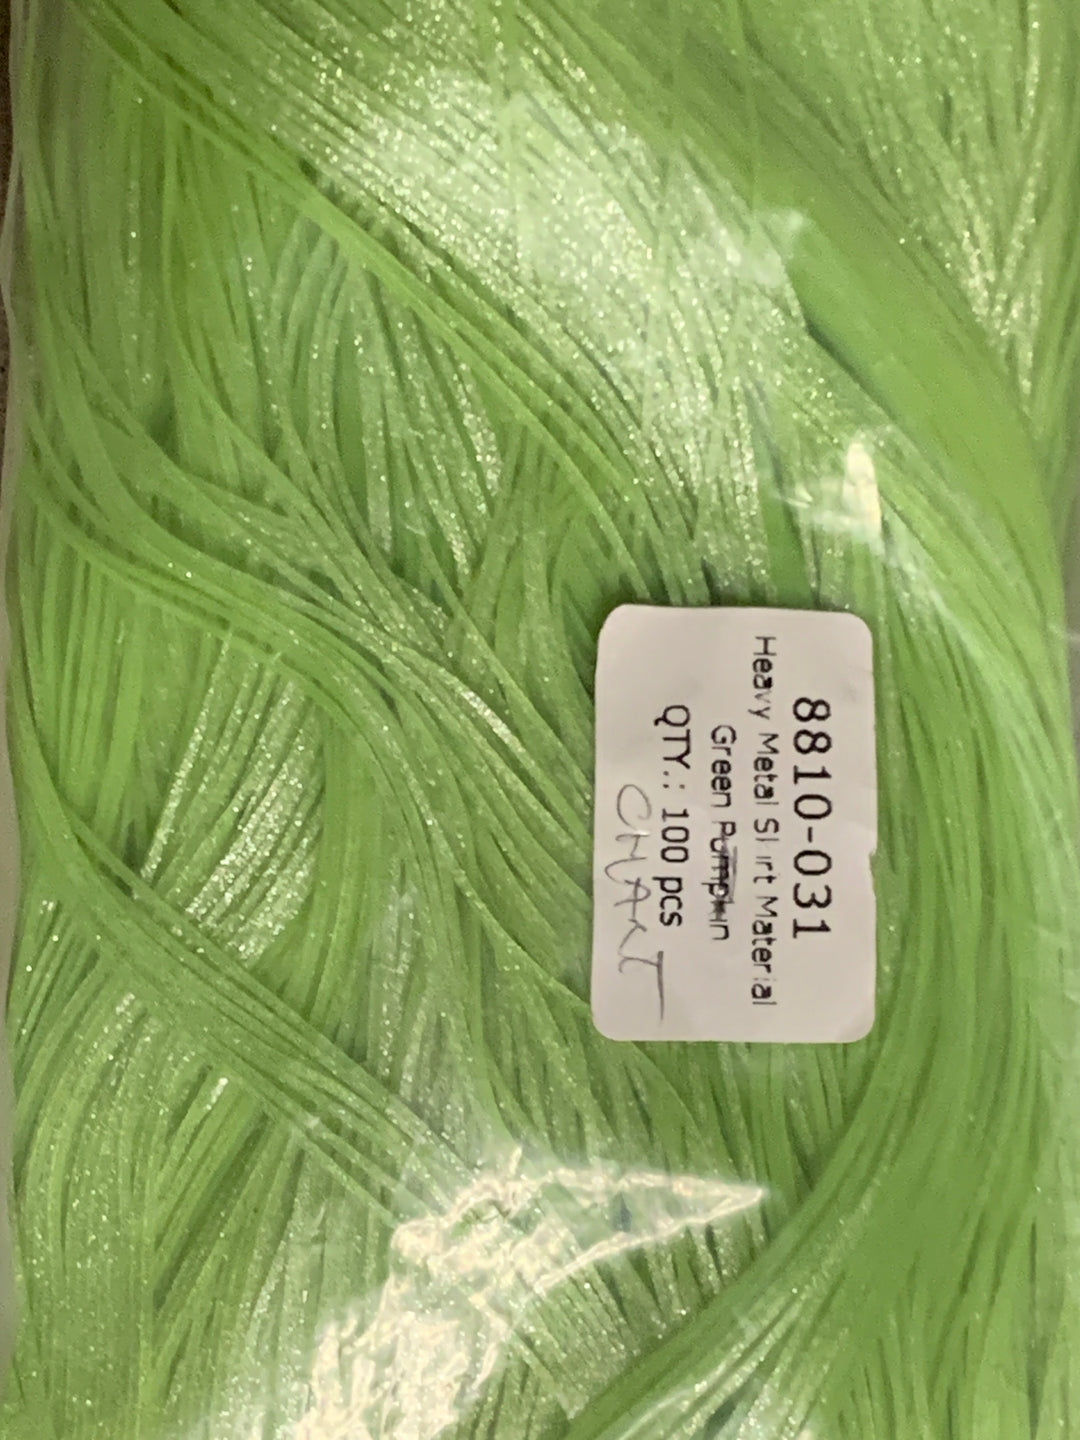 8810-031
Heavy Metal Skirt Material
Green Pumpkin
QTY.: 100 pcs
CHART